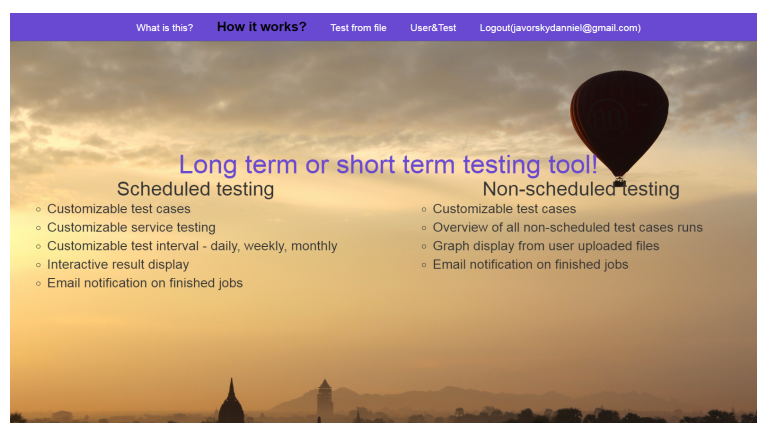 What is this? How it works? Test from file User&Test Logout(javorskydanniel@gmail.com)
Long term or short term testing tool!
Scheduled testing
Customizable test cases
Customizable service testing
Customizable test interval - daily, weekly, monthly
Interactive result display
Email notification on finished jobs
Non-scheduled testing
Customizable test cases
Overview of all non-scheduled test cases runs
Graph display from user uploaded files
Email notification on finished jobs